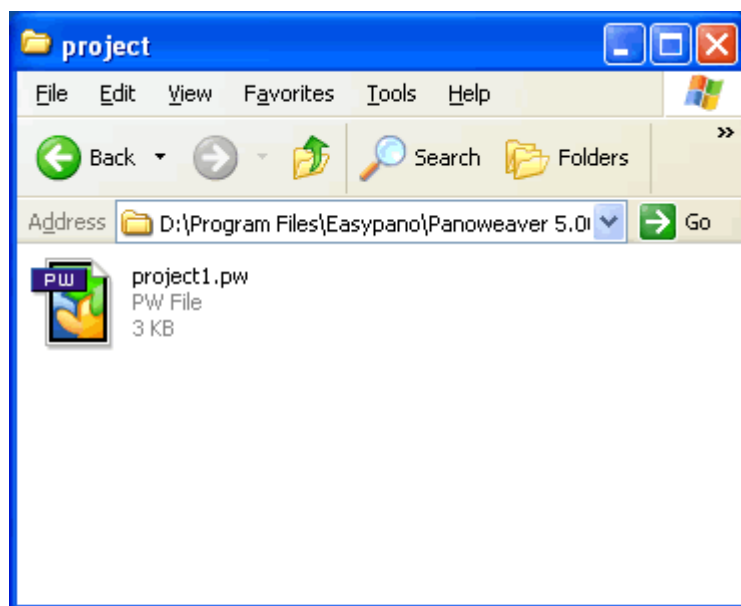 project
File Edit View Favorites Tools Help
Back Search Folders »
Address D:\Program Files\Easypano\Panoweaver 5.0 Go
PW project1.pw
PW File
3 KB